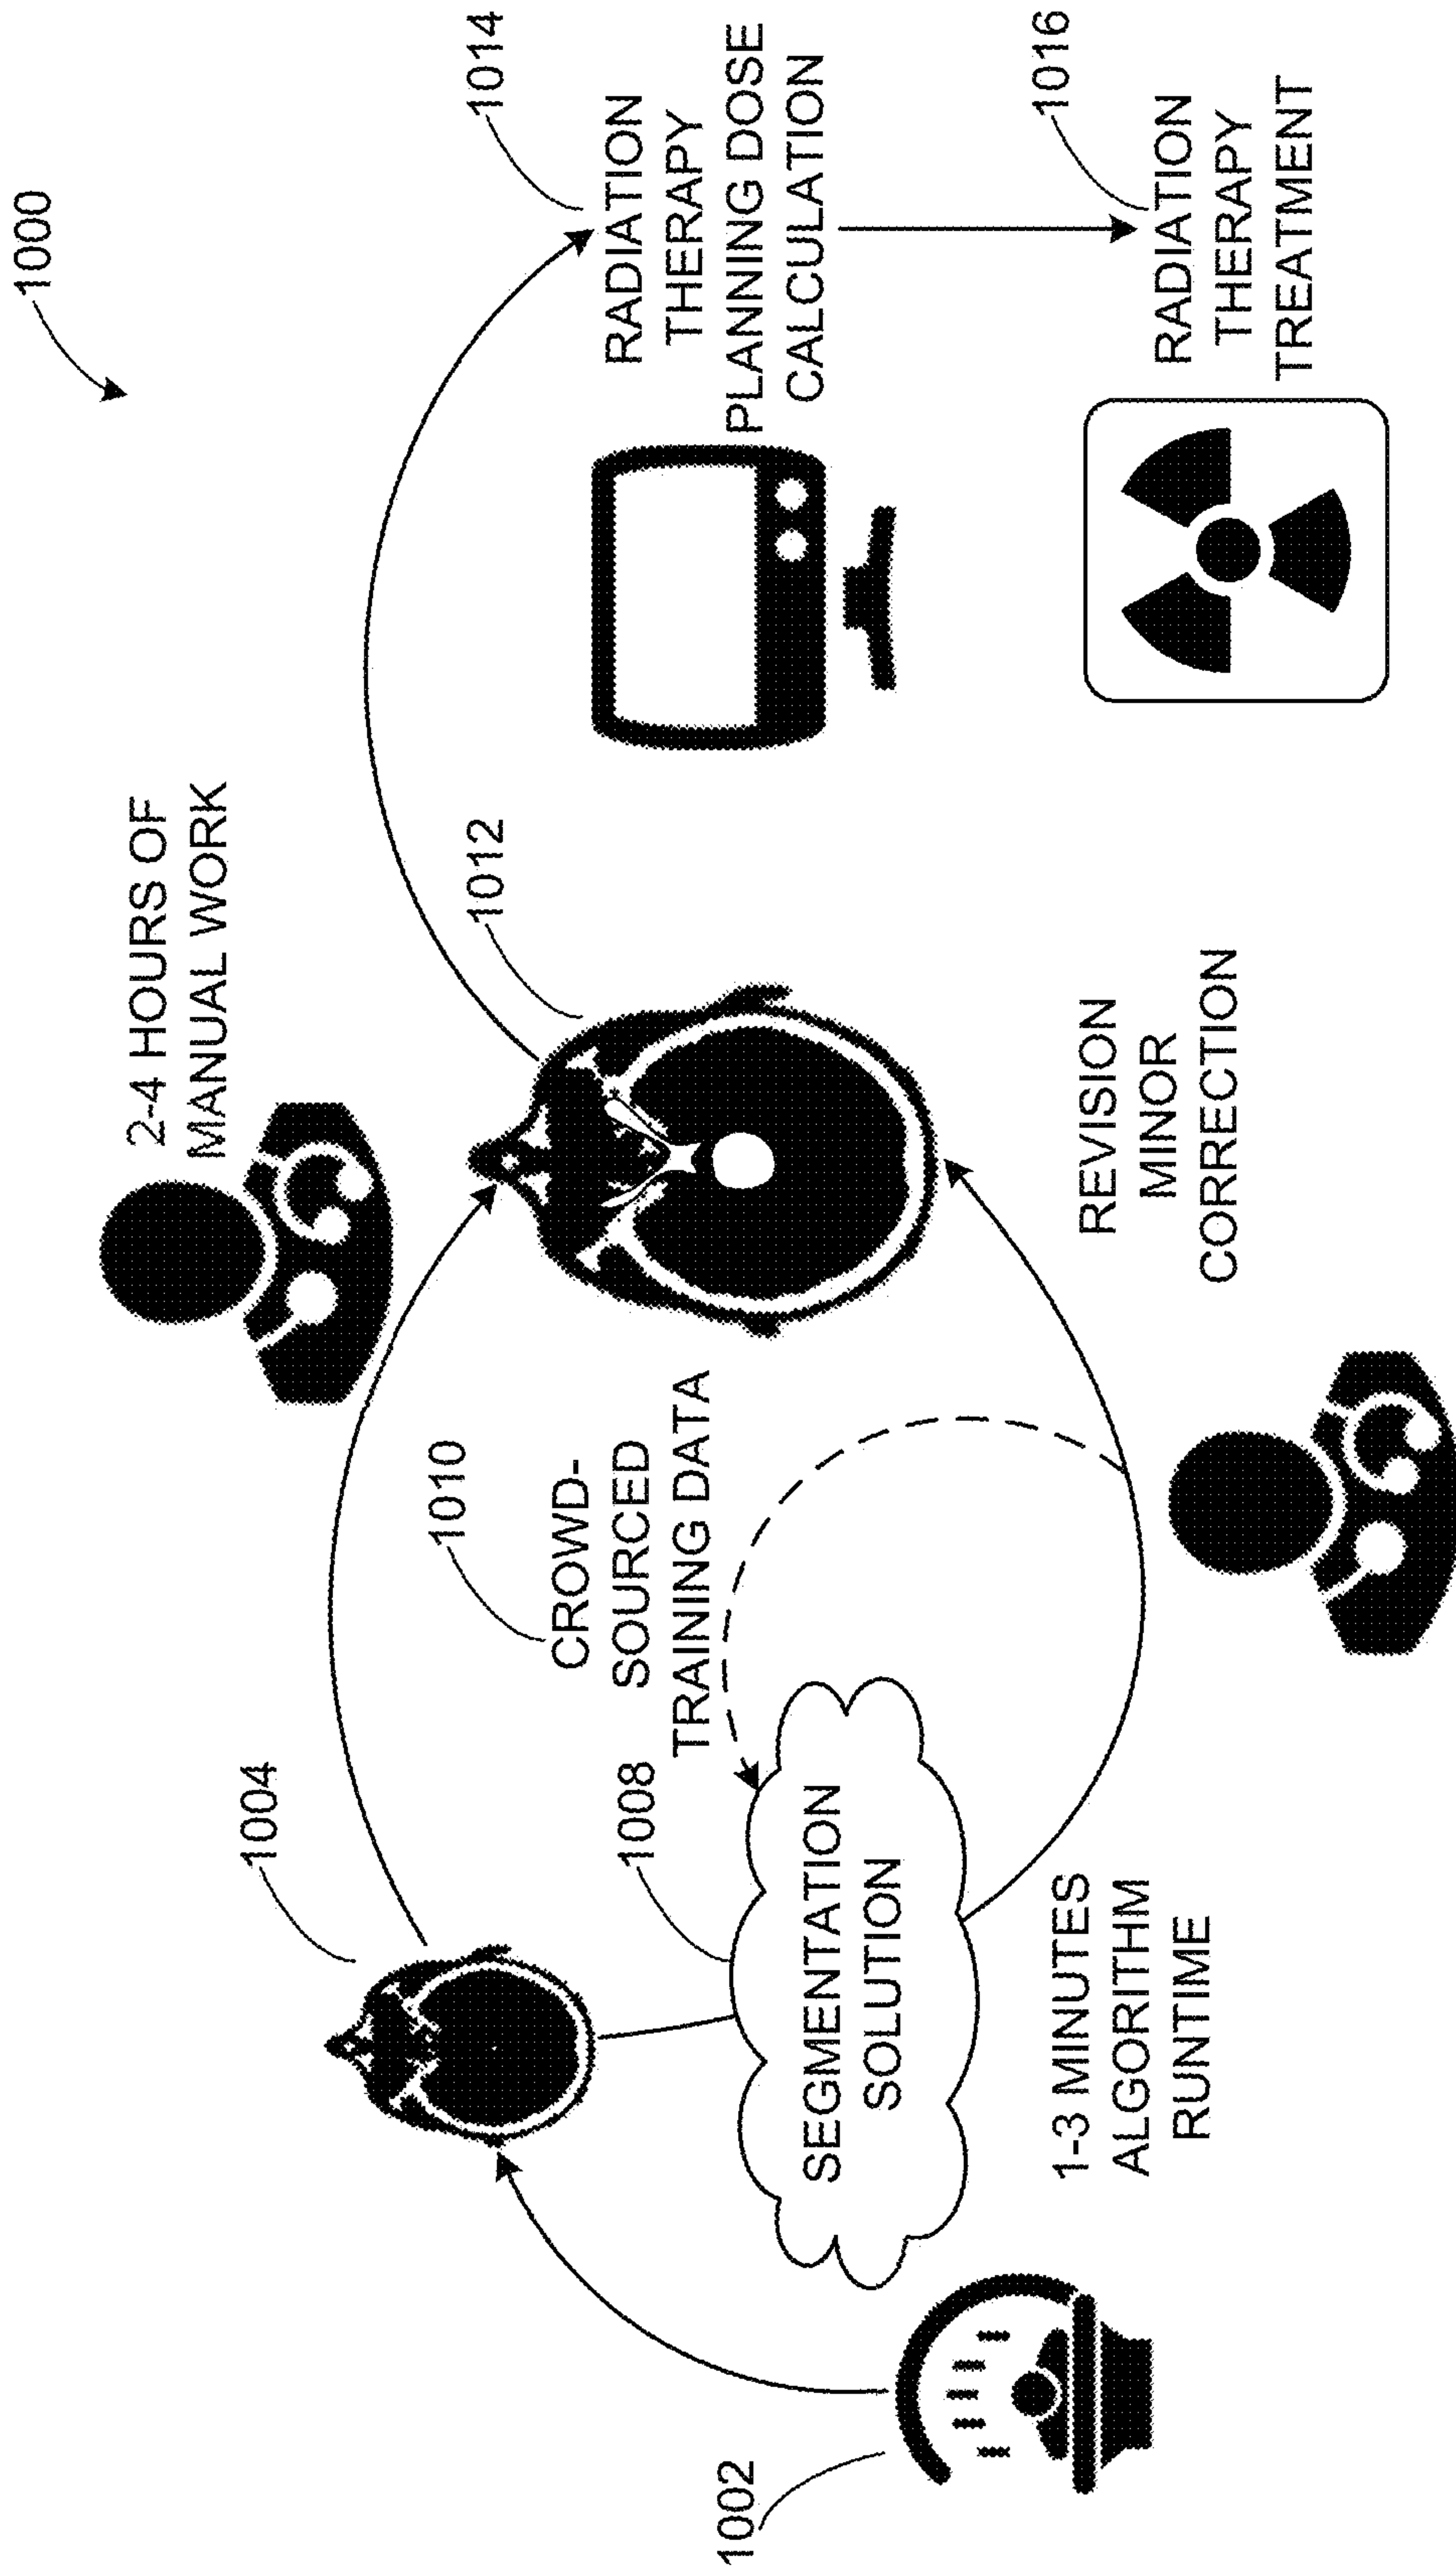 1000
2-4 HOURS OF
MANUAL WORK
1004
1010
CROWD-
SOURCED
TRAINING DATA
1012
1014
RADIATION
THERAPY
PLANNING DOSE
CALCULATION
1002
1008
SEGMENTATION
SOLUTION
1-3 MINUTES
ALGORITHM
RUNTIME
REVISION
MINOR
CORRECTION
1016
RADIATION
THERAPY
TREATMENT